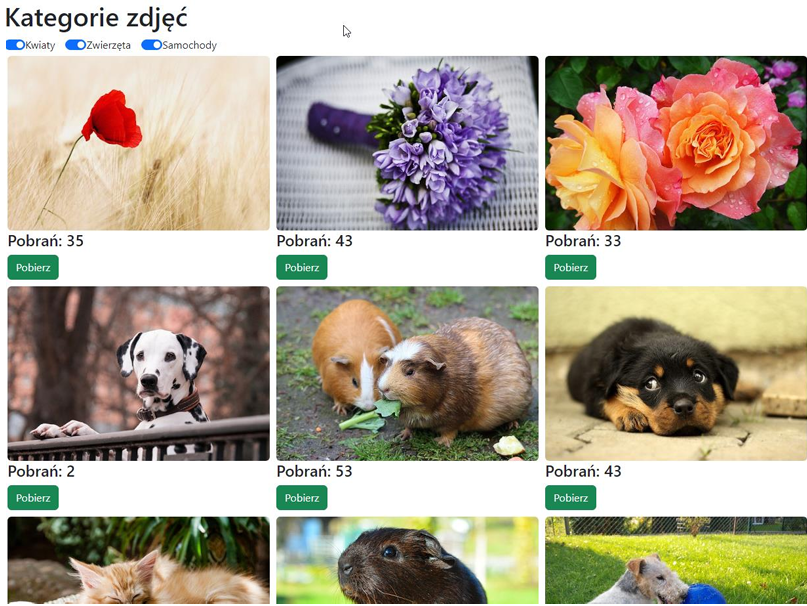 Kategorie zdjęć
Kwiaty Zwierzęta Samochody
Pobrań: 35 Pobrań: 43 Pobrań: 33
Pobierz Pobierz Pobierz
Pobrań: 2 Pobrań: 53 Pobrań: 43
Pobierz Pobierz Pobierz